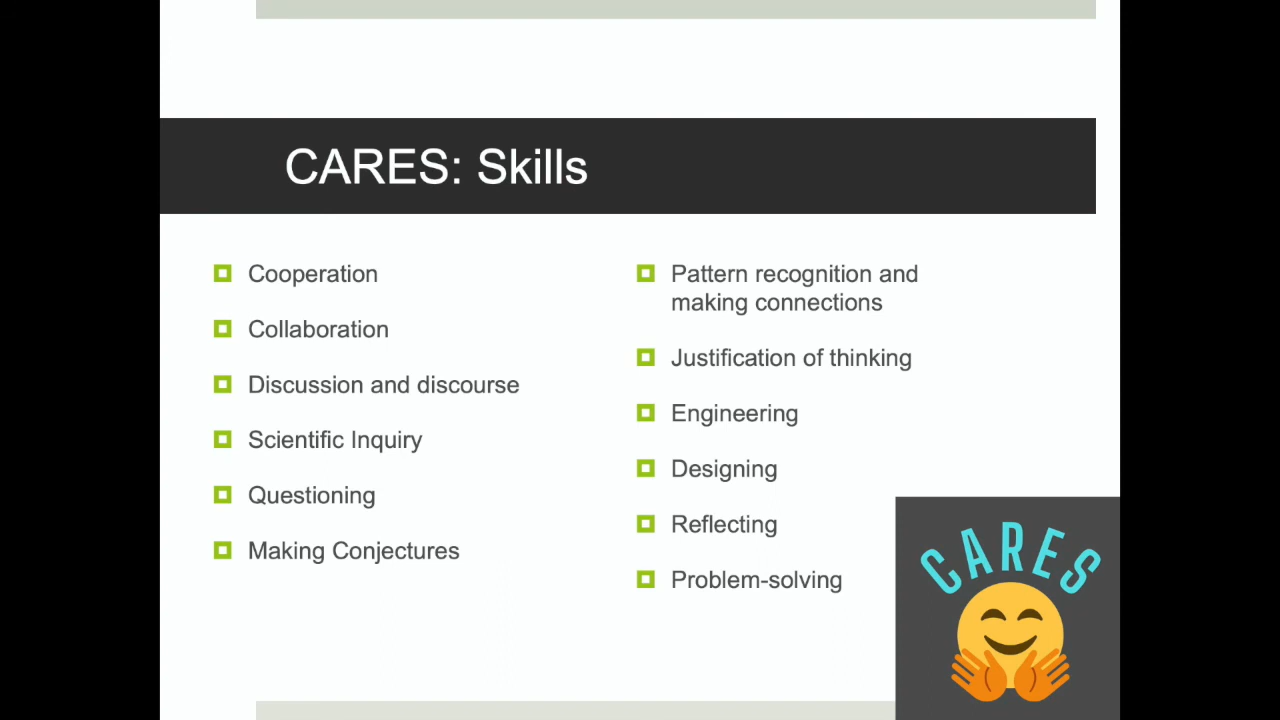 CARES: Skills
Cooperation
Collaboration
Discussion and discourse
Scientific Inquiry
Questioning
Making Conjectures
Pattern recognition and
making connections
Justification of thinking
Engineering
Designing
Reflecting
Problem-solving
CARES